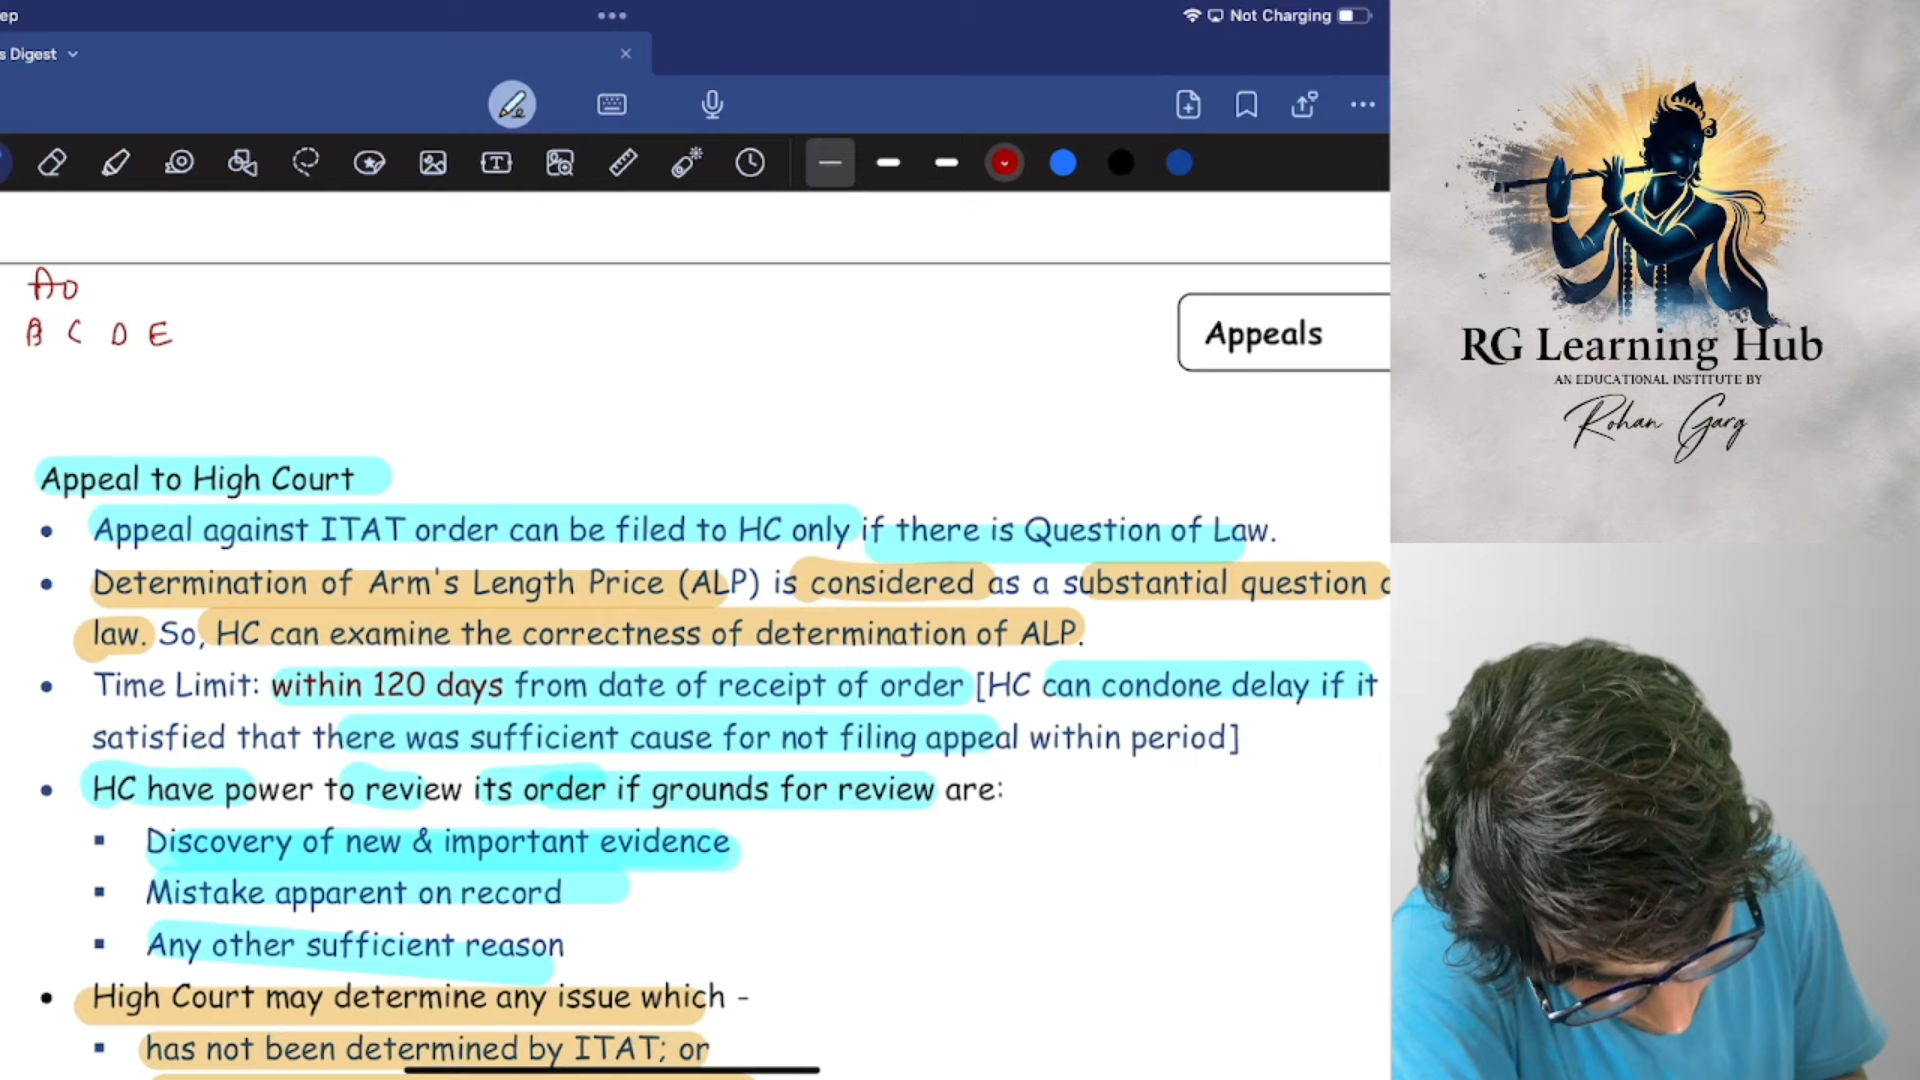 ep
Not Charging
s Digest
AO
B C D E
Appeals
Appeal to High Court
• Appeal against ITAT order can be filed to HC only if there is Question of Law.
• Determination of Arm's Length Price (ALP) is considered as a substantial question
law. So, HC can examine the correctness of determination of ALP.
• Time Limit: within 120 days from date of receipt of order [HC can condone delay if it
satisfied that there was sufficient cause for not filing appeal within period]
• HC have power to review its order if grounds for review are:
▪ Discovery of new & important evidence
▪ Mistake apparent on record
▪ Any other sufficient reason
• High Court may determine any issue which -
▪ has not been determined by ITAT; or
RG Learning Hub
AN EDUCATIONAL INSTITUTE BY
Rohan Garg